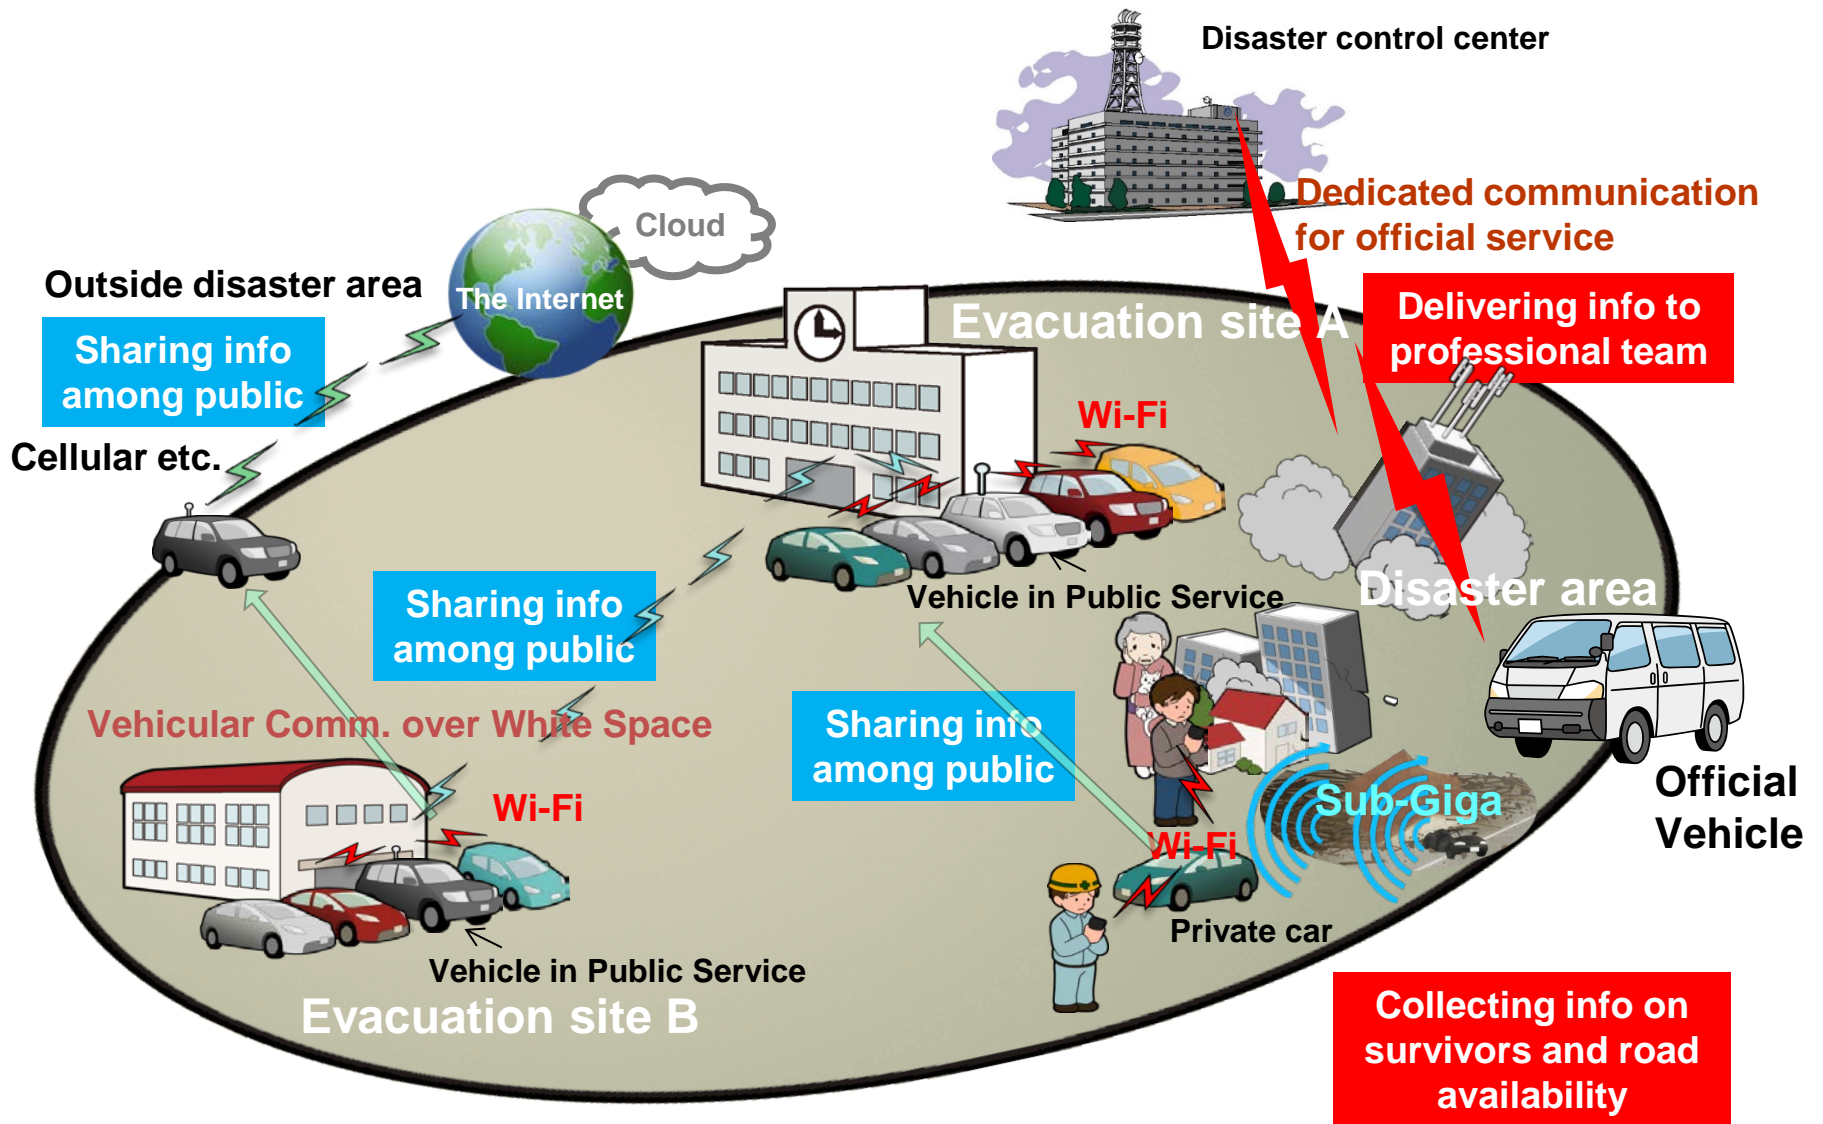 Disaster control center
Dedicated communication
for official service
Cloud
The Internet
Outside disaster area
Sharing info
among public
Cellular etc.
Evacuation site A
Delivering info to
professional team
Wi-Fi
Vehicle in Public Service
Disaster area
Sharing info
among public
Vehicular Comm. over White Space
Sharing info
among public
Wi-Fi
Sub-Giga
Official
Vehicle
Wi-Fi
Private car
Vehicle in Public Service
Evacuation site B
Collecting info on
survivors and road
availability